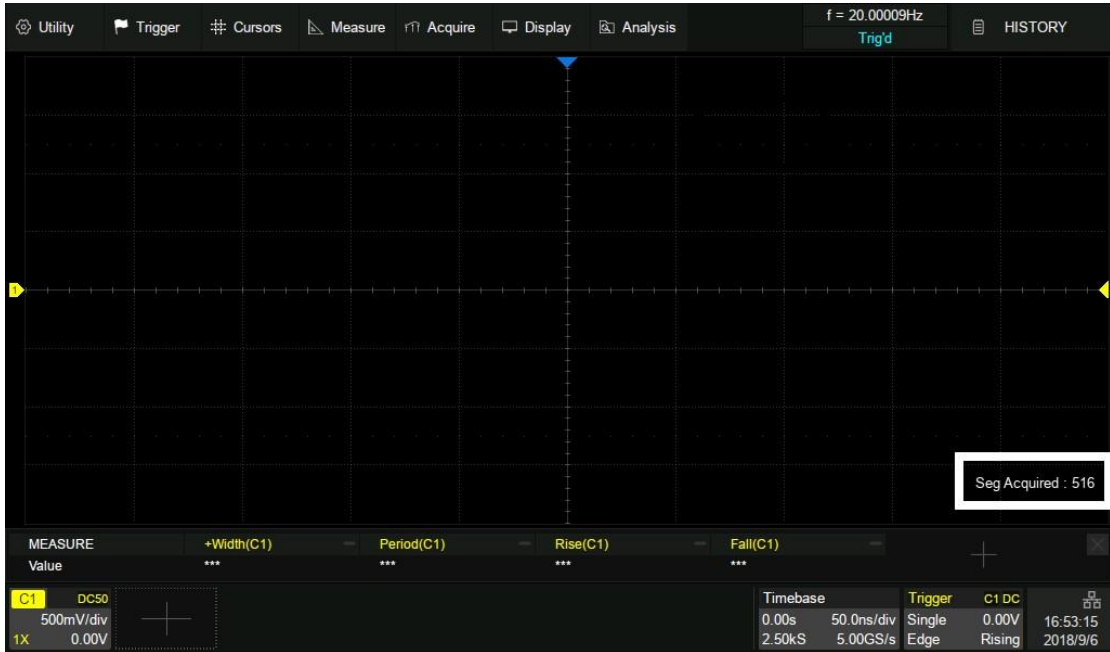 Utility Trigger Cursors Measure Acquire Display Analysis f = 20.00009Hz Trig'd HISTORY
1
Seg Acquired : 516
MEASURE +Width(C1) Period(C1) Rise(C1) Fall(C1)
Value *** *** *** ***
C1 DC50 Timebase Trigger C1 DC
500mV/div 0.00s 50.0ns/div Single 0.00V 16:53:15
1X 0.00V 2.50kS 5.00GS/s Edge Rising 2018/9/6